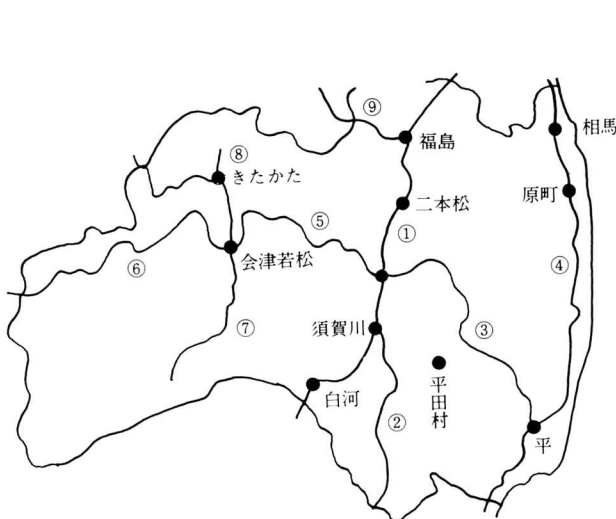 ⑨
福島
相馬
⑧
きたかた
二本松
原町
⑤
①
会津若松
⑥
④
⑦
須賀川
③
白河
平田村
②
平